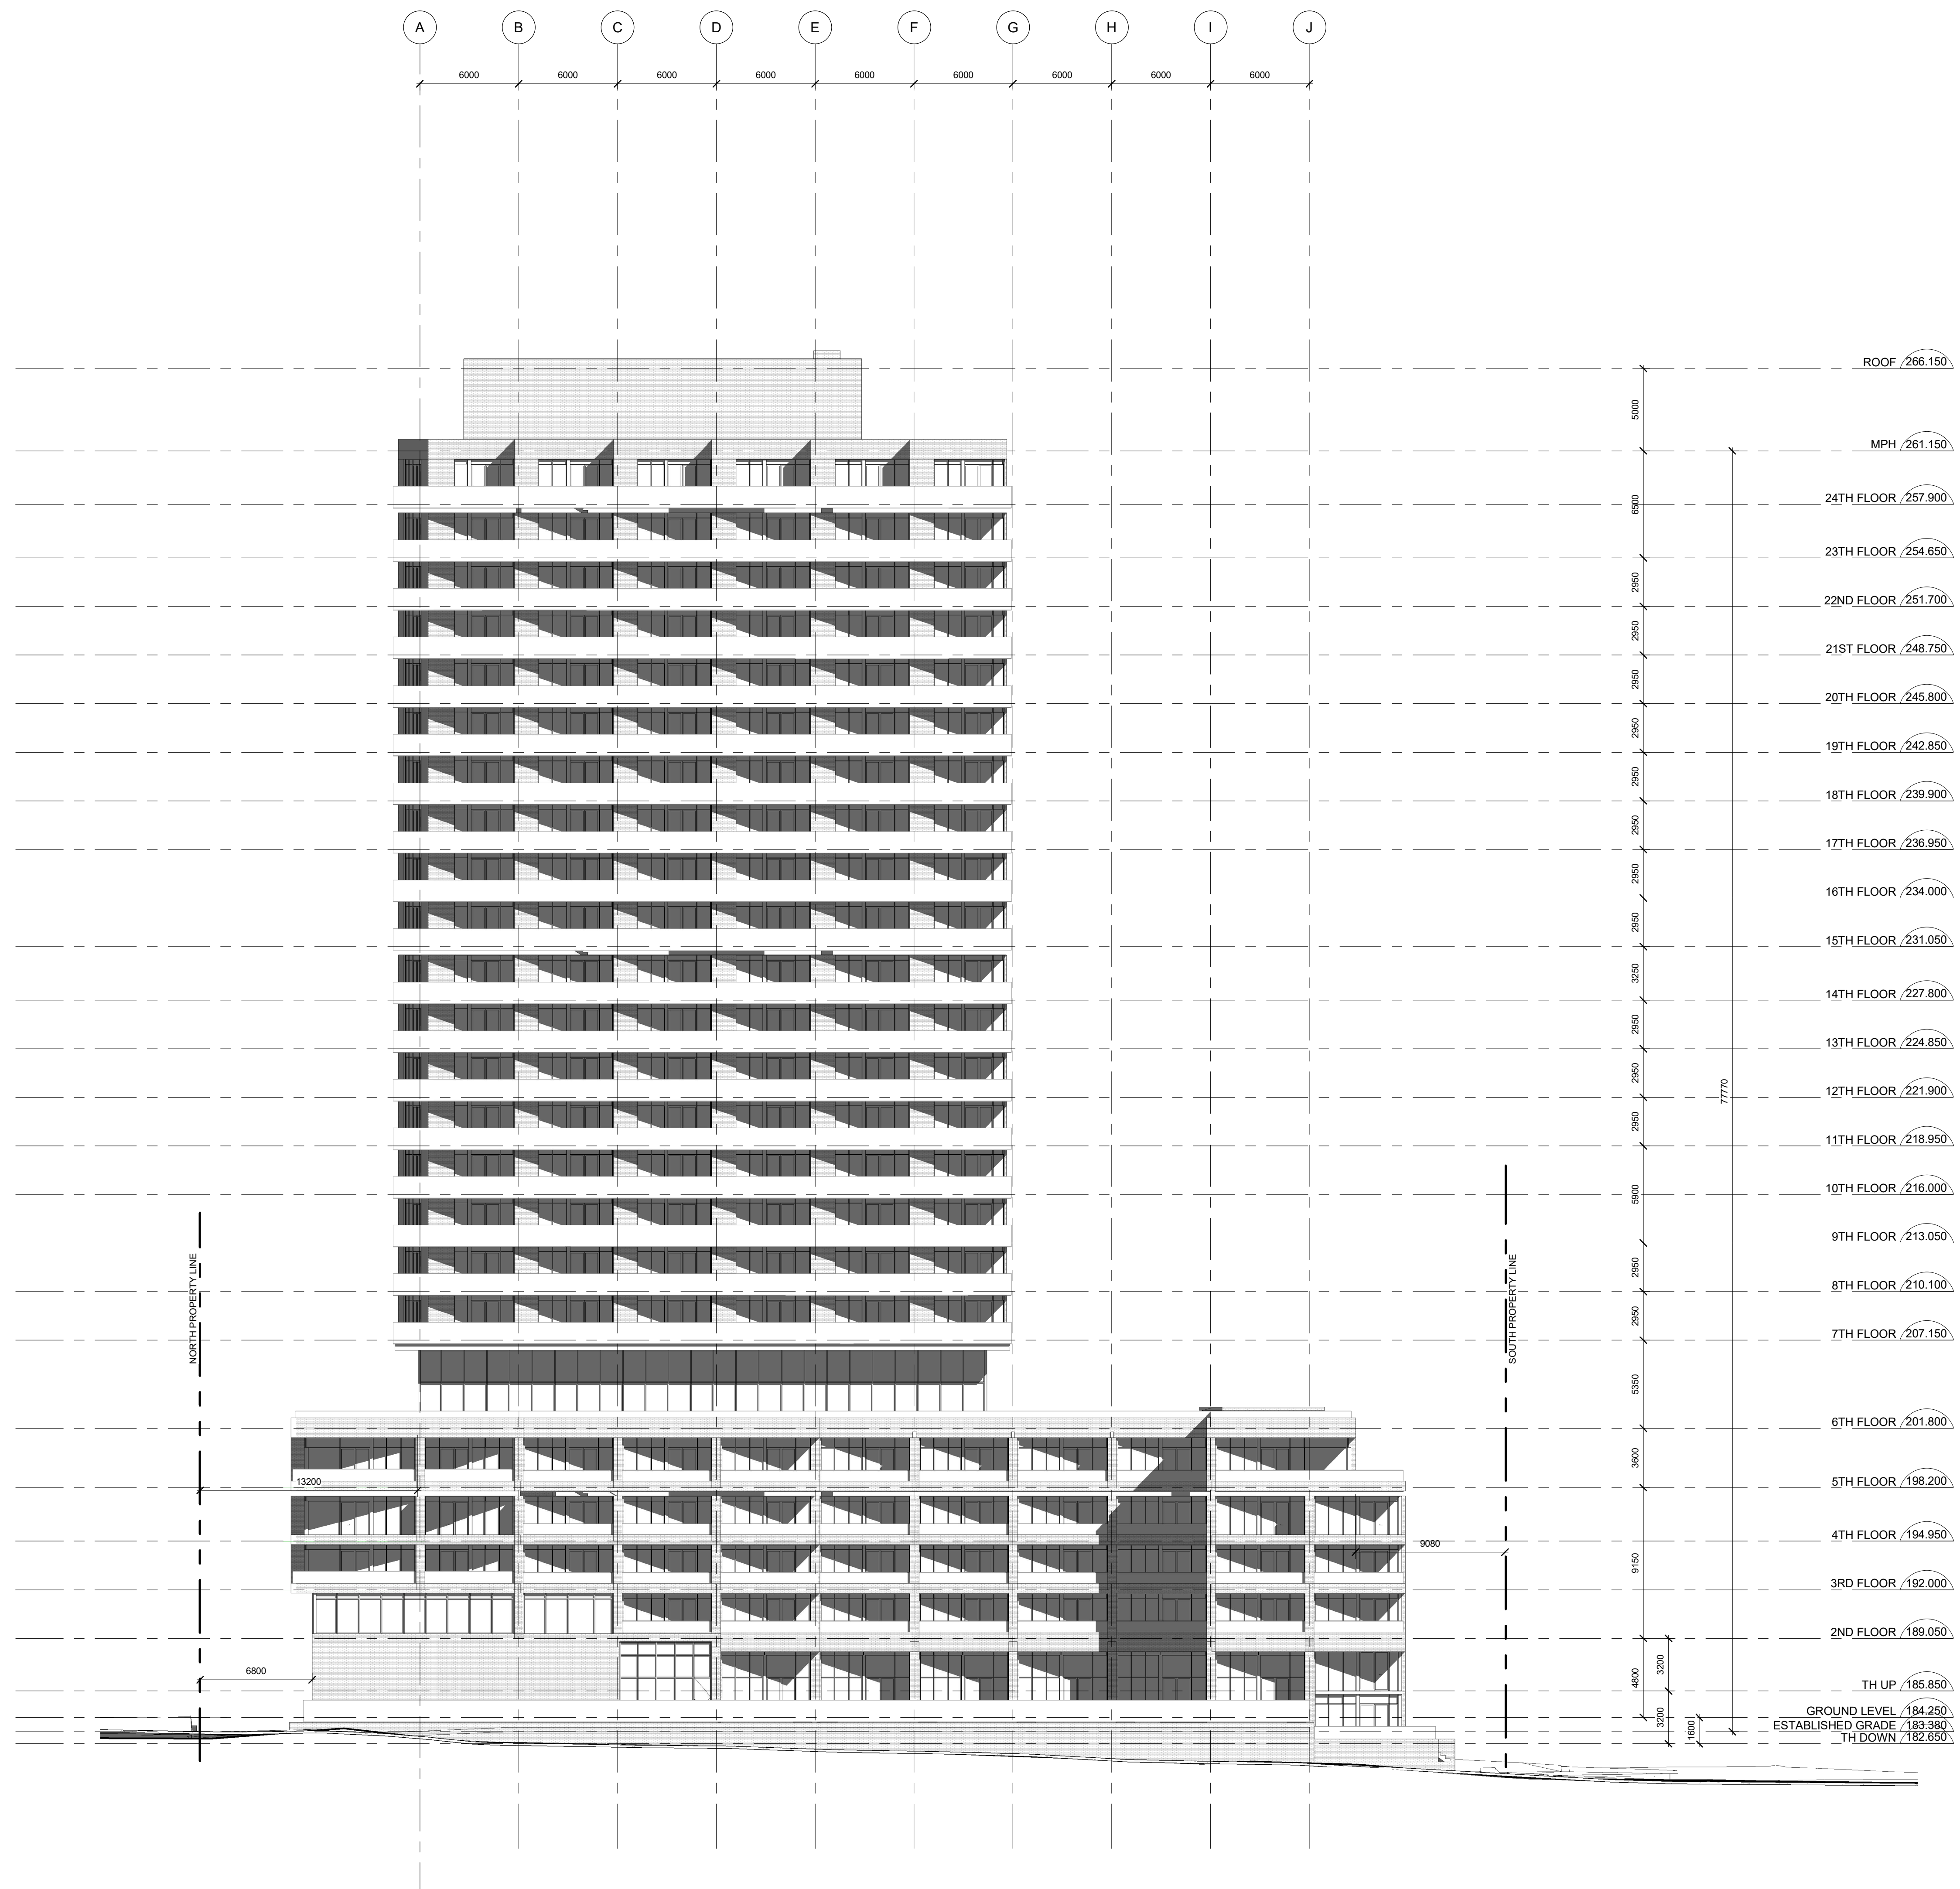 A B C D E F G H I J
6000 6000 6000 6000 6000 6000 6000 6000 6000
ROOF 266.150
5000
MPH 261.150
24TH FLOOR 257.900
6500
23TH FLOOR 254.650
2950
22ND FLOOR 251.700
2950
21ST FLOOR 248.750
2950
20TH FLOOR 245.800
2950
19TH FLOOR 242.850
2950
18TH FLOOR 239.900
2950
17TH FLOOR 236.950
2950
16TH FLOOR 234.000
2950
15TH FLOOR 231.050
3250
14TH FLOOR 227.800
2950
13TH FLOOR 224.850
2950
12TH FLOOR 221.900
77770
2950
11TH FLOOR 218.950
10TH FLOOR 216.000
5900
9TH FLOOR 213.050
2950
8TH FLOOR 210.100
NORTH PROPERTY LINE
SOUTH PROPERTY LINE
2950
7TH FLOOR 207.150
5350
6TH FLOOR 201.800
3600
5TH FLOOR 198.200
13200
4TH FLOOR 194.950
9080
9150
3RD FLOOR 192.000
2ND FLOOR 189.050
6800
4800
3200
TH UP 185.850
GROUND LEVEL 184.250
3200
1600
ESTABLISHED GRADE 183.380
TH DOWN 182.650